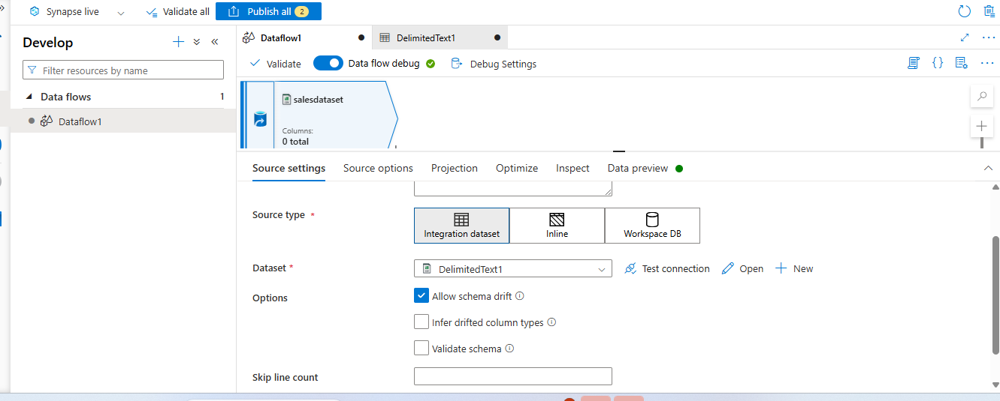 Synapse live Validate all Publish all 2
Develop
Filter resources by name
Data flows 1
Dataflow1
Dataflow1 DelimitedText1
Validate Data flow debug Debug Settings
salesdataset
Columns:
0 total
Source settings Source options Projection Optimize Inspect Data preview
Source type *
Integration dataset Inline Workspace DB
Dataset * DelimitedText1 Test connection Open New
Options Allow schema drift
Infer drifted column types
Validate schema
Skip line count